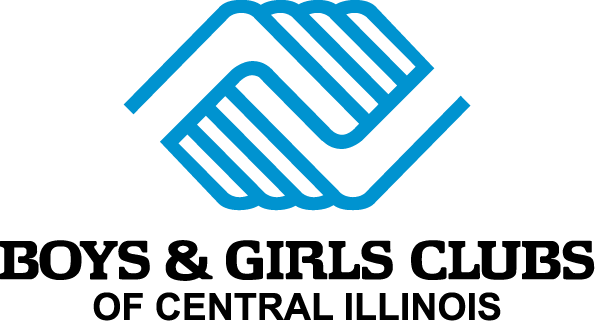 BOYS & GIRLS CLUBS
OF CENTRAL ILLINOIS